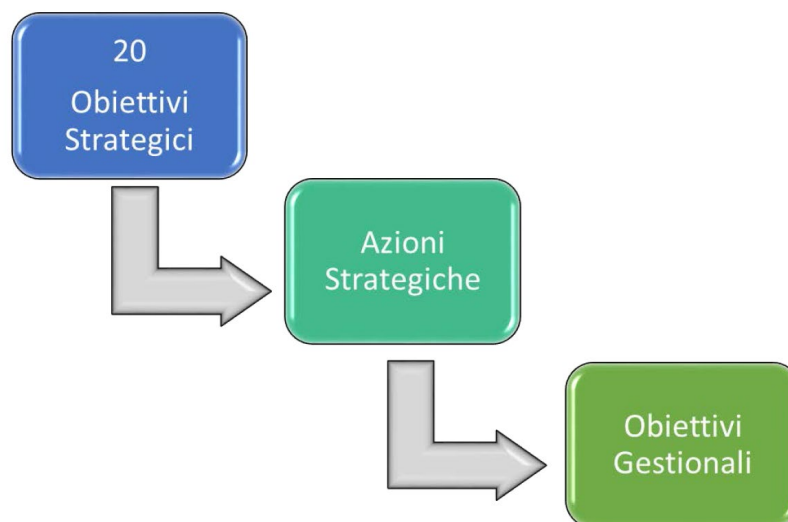 20
Obiettivi
Strategici
Azioni
Strategiche
Obiettivi
Gestionali